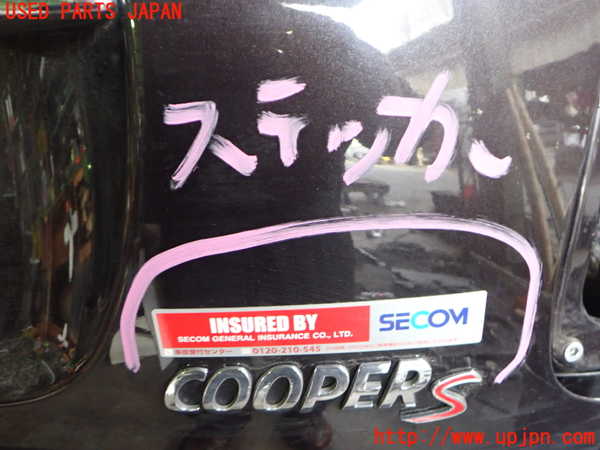 USED PARTS JAPAN
ステッカー
INSURED BY
SECOM GENERAL INSURANCE CO., LTD.
SECOM
0120-210-545
COOPER S
http://www.upjpn.com/